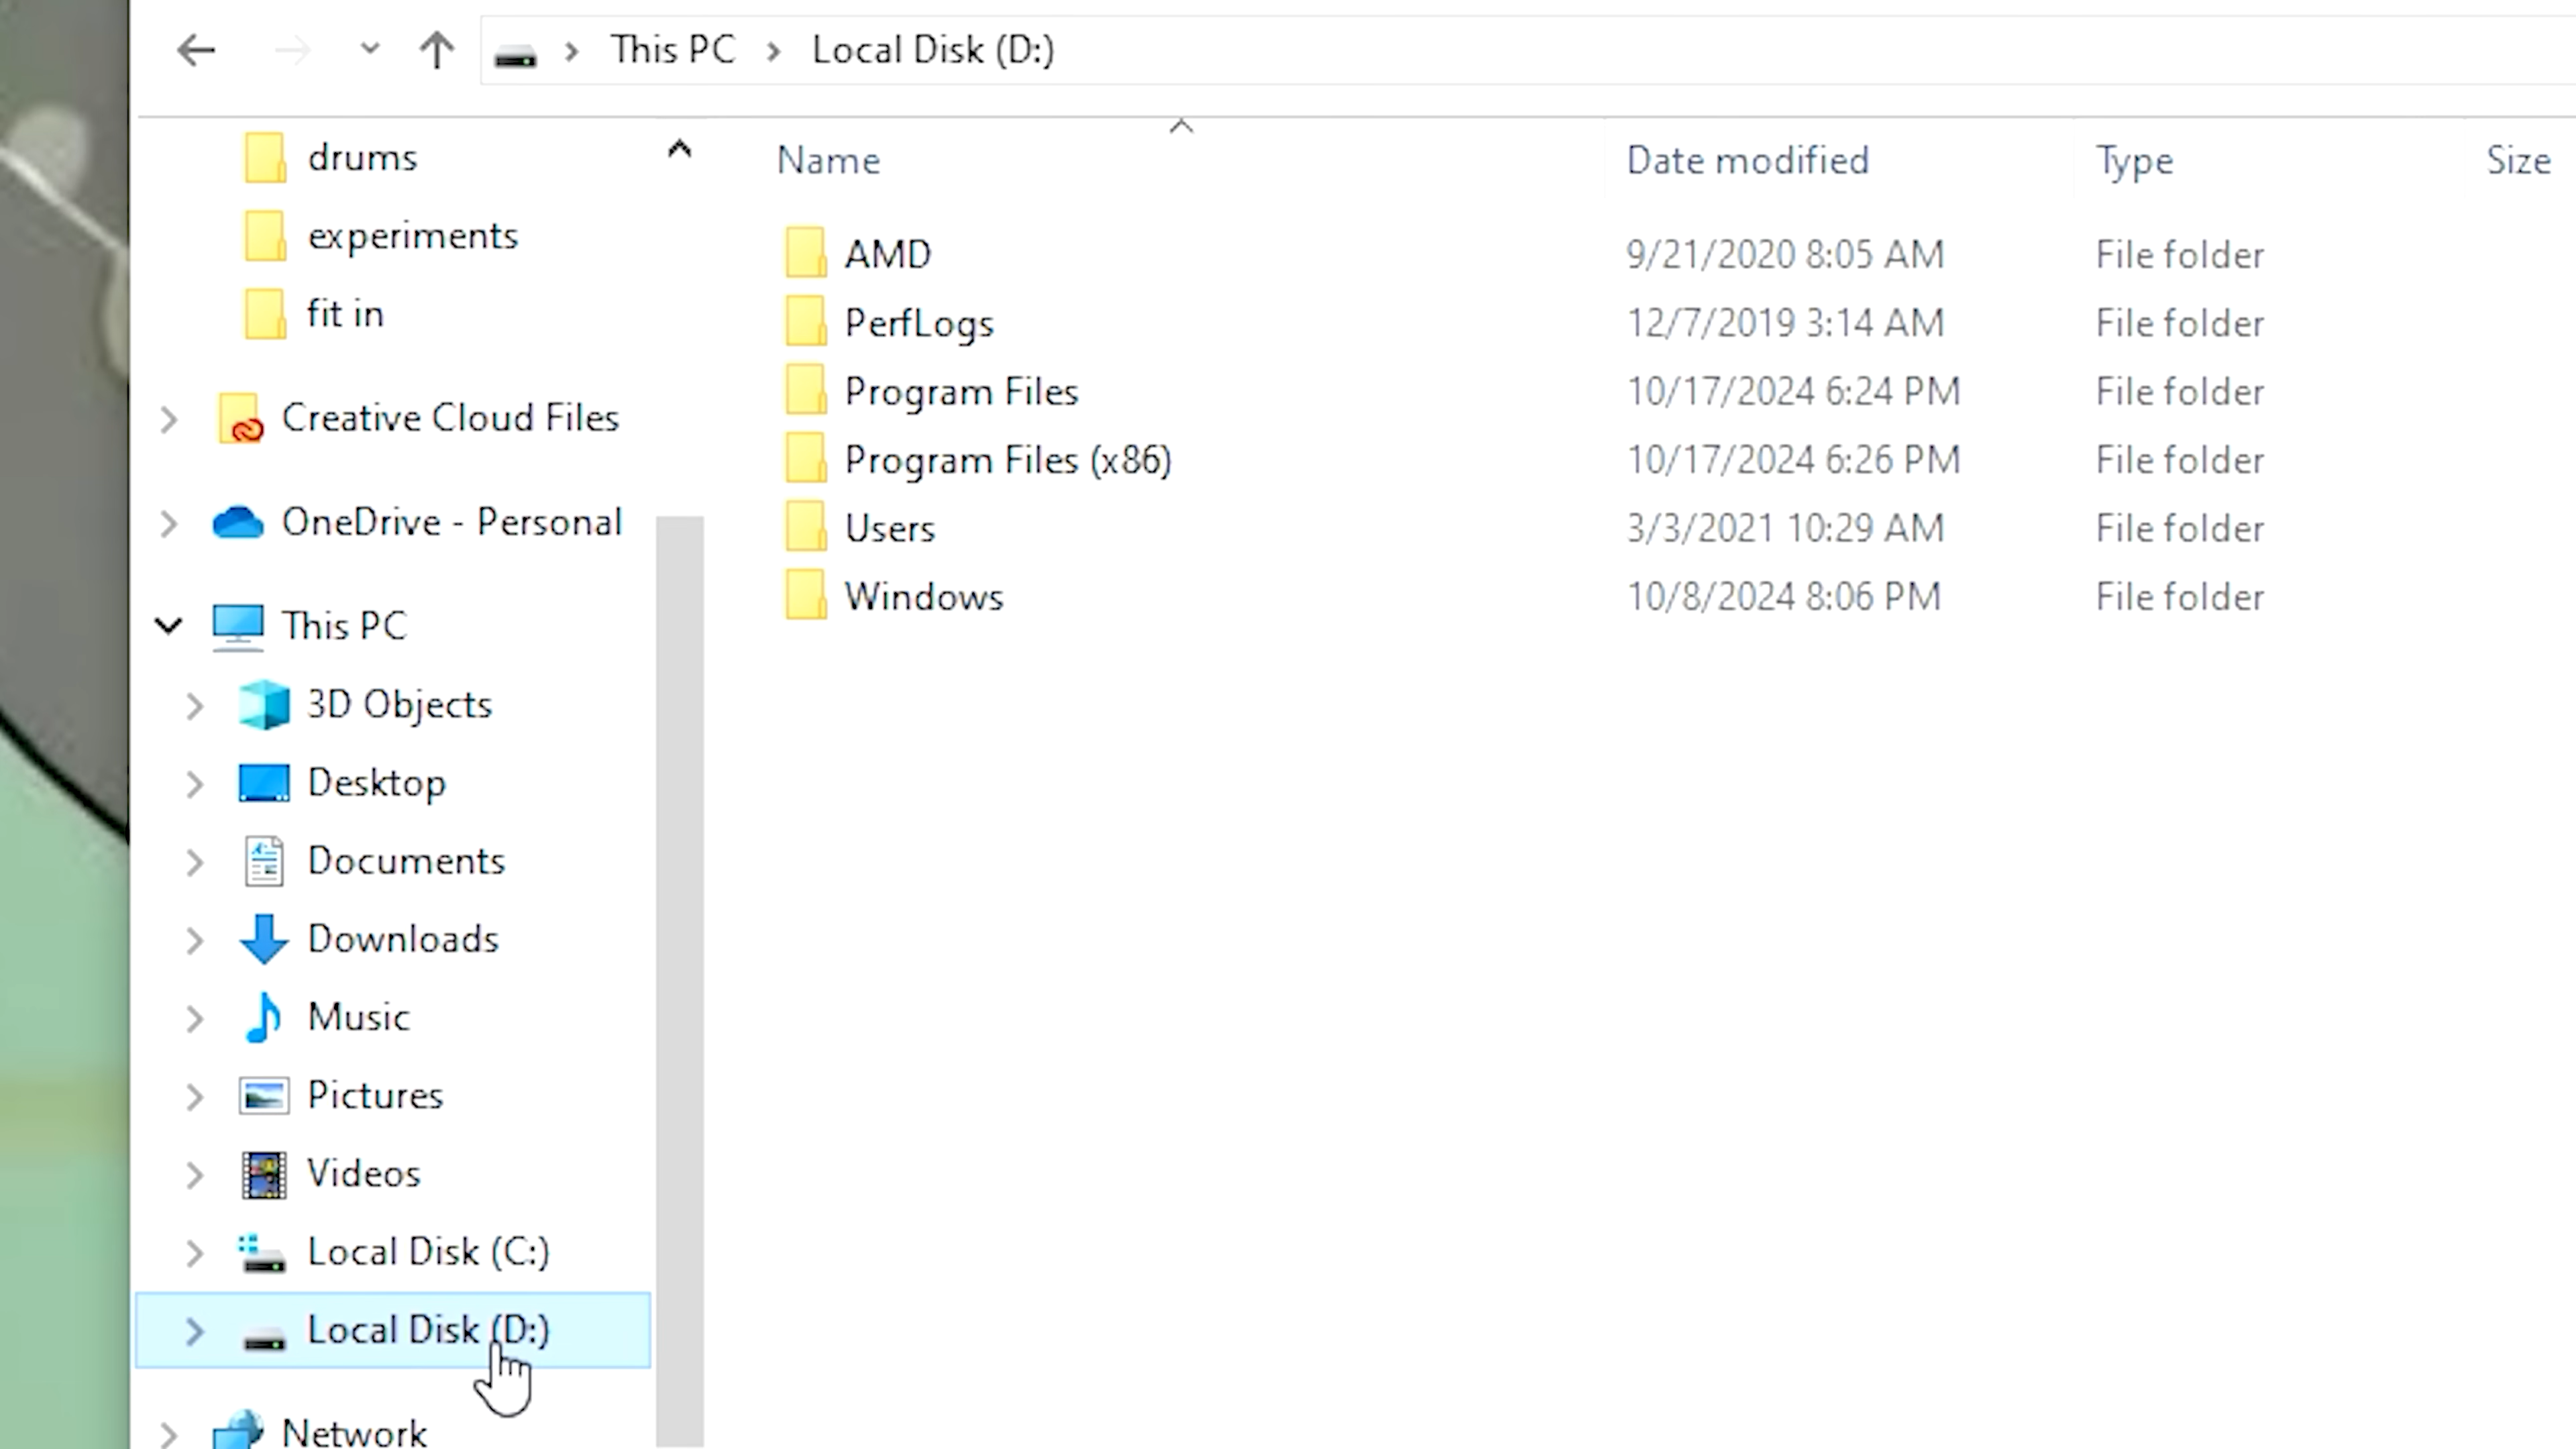 This PC > Local Disk (D:)
drums
experiments
fit in
Creative Cloud Files
OneDrive - Personal
This PC
3D Objects
Desktop
Documents
Downloads
Music
Pictures
Videos
Local Disk (C:)
Local Disk (D:)
Network
Name Date modified Type Size
AMD 9/21/2020 8:05 AM File folder
PerfLogs 12/7/2019 3:14 AM File folder
Program Files 10/17/2024 6:24 PM File folder
Program Files (x86) 10/17/2024 6:26 PM File folder
Users 3/3/2021 10:29 AM File folder
Windows 10/8/2024 8:06 PM File folder